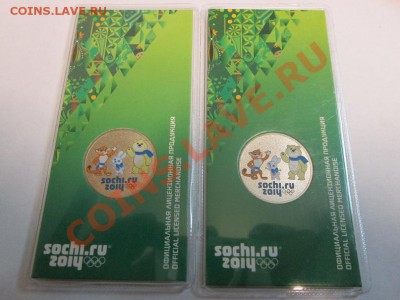 COINS.LAVE.RU
COINS.LAVE.RU
sochi.ru
2014
sochi.ru
2014
ОФИЦИАЛЬНАЯ ЛИЦЕНЗИОННАЯ ПРОДУКЦИЯ
OFFICIAL LICENSED MERCHANDISE
sochi.ru
2014
sochi.ru
2014
ОФИЦИАЛЬНАЯ ЛИЦЕНЗИОННАЯ ПРОДУКЦИЯ
OFFICIAL LICENSED MERCHANDISE